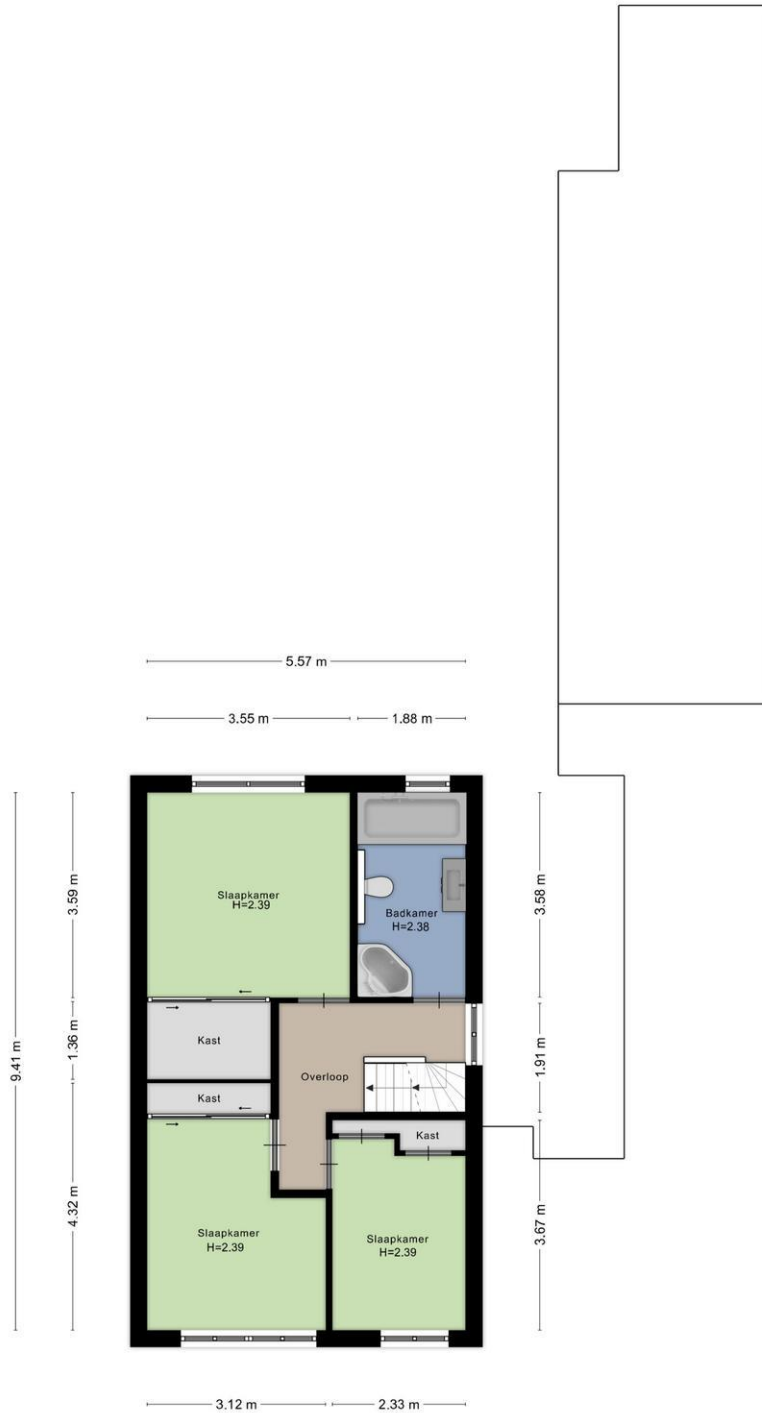 5.57 m
3.55 m
1.88 m
9.41 m
3.59 m
1.36 m
4.32 m
Slaapkamer
H=2.39
Badkamer
H=2.38
3.58 m
Kast
Overloop
1.91 m
Kast
Kast
Slaapkamer
H=2.39
Slaapkamer
H=2.39
3.67 m
3.12 m
2.33 m